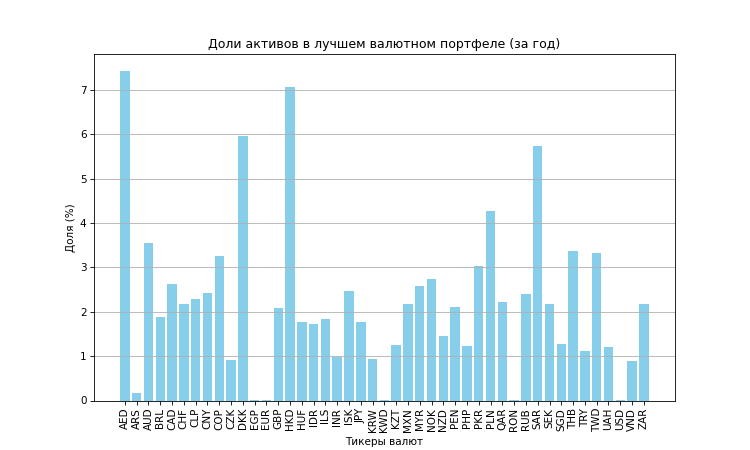 Доли активов в лучшем валютном портфеле (за год)
Доля (%)
7
6
5
4
3
2
1
0
AED ARS AUD BRL CAD CHF CLP CNY COP CZK DKK EGP EUR GBP HKD HUF IDR ILS INR ISK JPY KRW KWD KZT MXN MYR NOK NZD PEN PHP PKR PLN QAR RON RUB SAR SEK SGD THB TRY TWD UAH USD VND ZAR
Тикеры валют